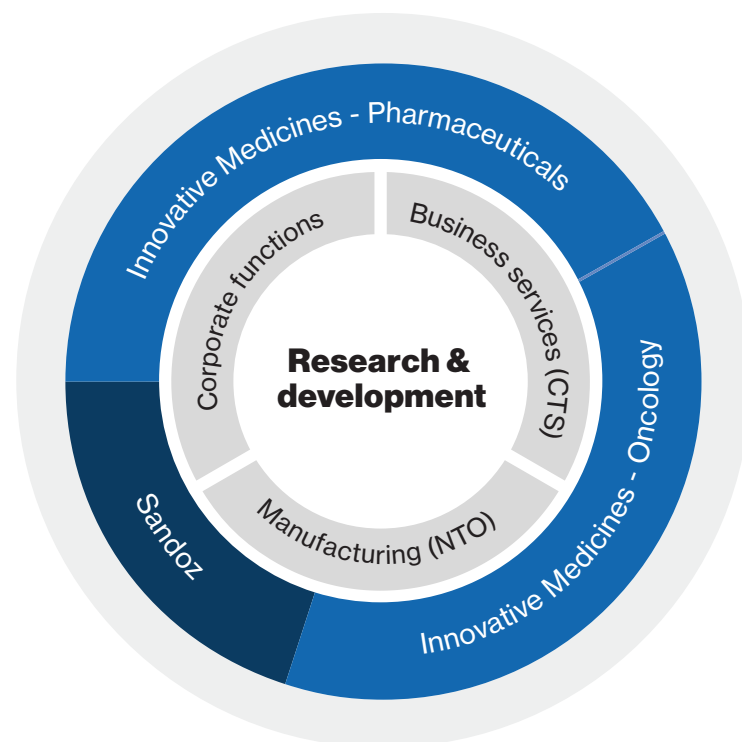 Innovative Medicines - Pharmaceuticals
Innovative Medicines - Oncology
Sandoz
Corporate functions
Business services (CTS)
Manufacturing (NTO)
Research &
development